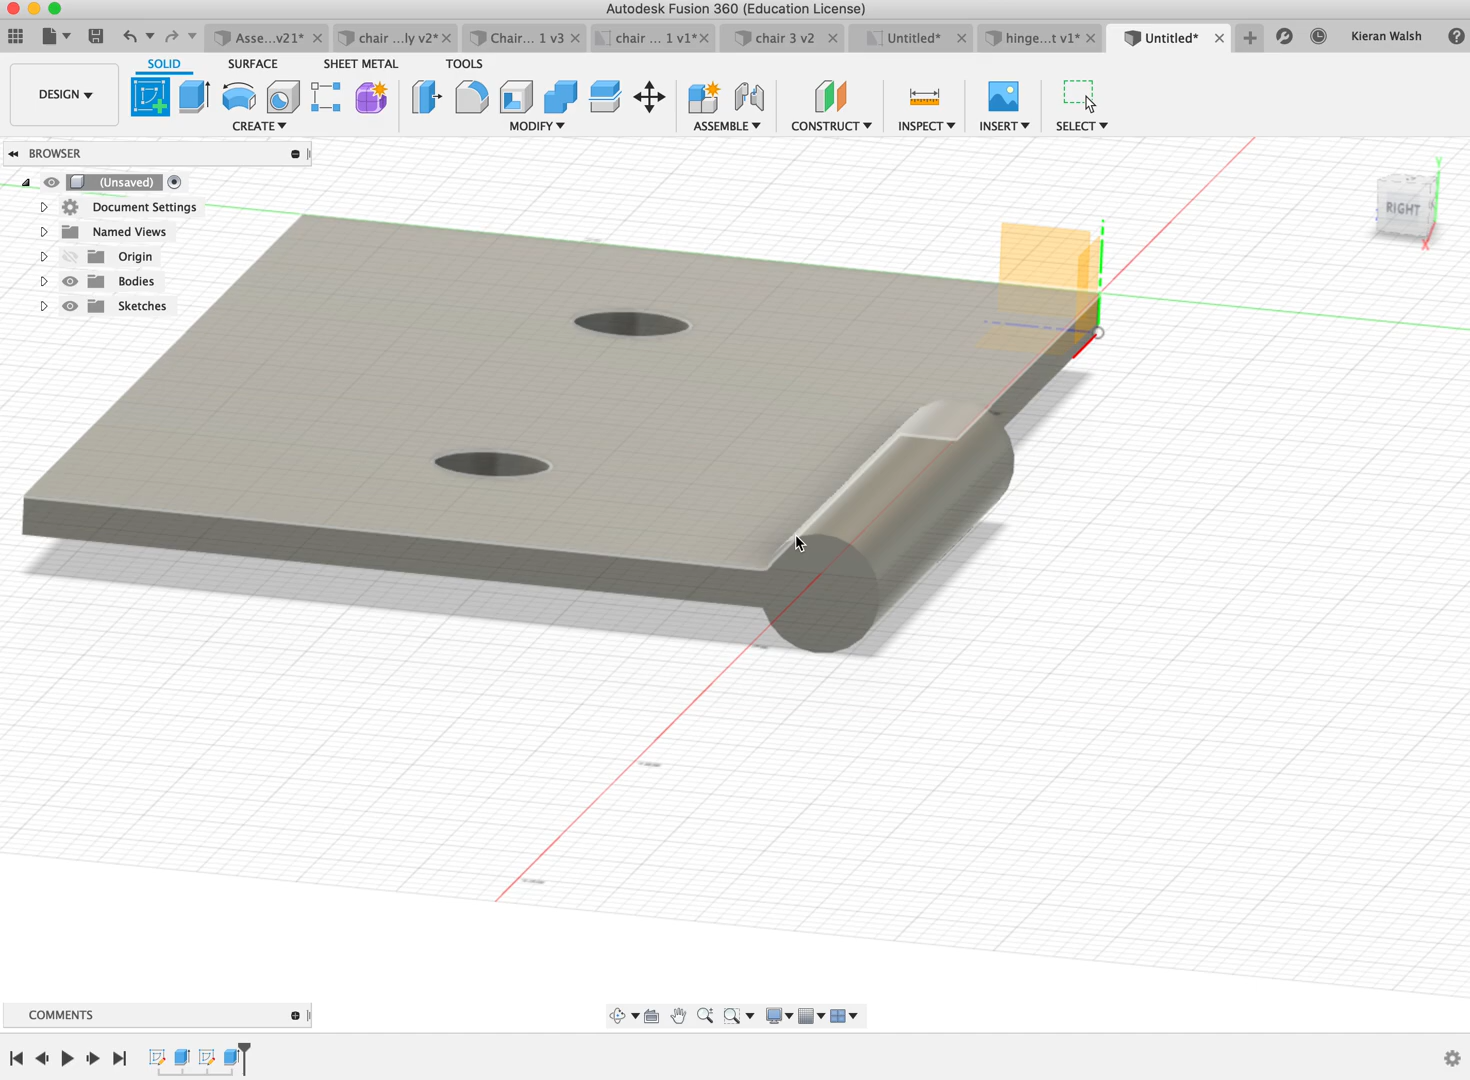 Autodesk Fusion 360 (Education License)
Asse...v21* chair ...ly v2* Chair... 1 v3 chair ... 1 v1* chair 3 v2 Untitled* hinge...t v1* Untitled* Kieran Walsh
SOLID SURFACE SHEET METAL TOOLS
DESIGN
CREATE MODIFY ASSEMBLE CONSTRUCT INSPECT INSERT SELECT
BROWSER
(Unsaved)
Document Settings
Named Views
Origin
Bodies
Sketches
Y
RIGHT
X
COMMENTS